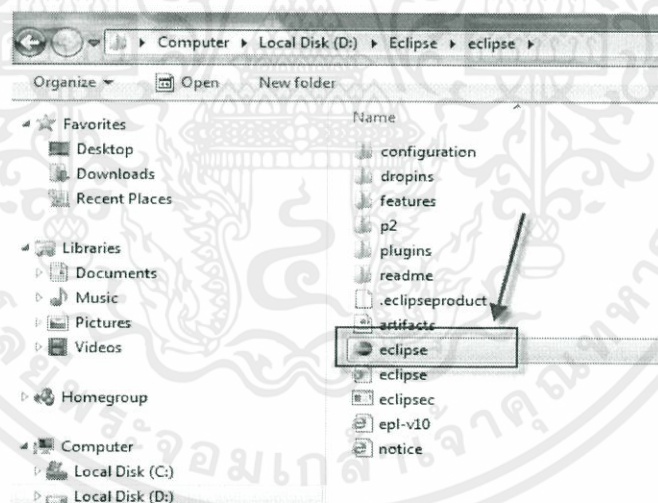 Computer ▸ Local Disk (D:) ▸ Eclipse ▸ eclipse ▸
Organize Open New folder
Favorites
Desktop
Downloads
Recent Places
Libraries
Documents
Music
Pictures
Videos
Homegroup
Computer
Local Disk (C:)
Local Disk (D:)
Name
configuration
dropins
features
p2
plugins
readme
.eclipseproduct
artifacts
eclipse
eclipse
eclipsec
epl-v10
notice